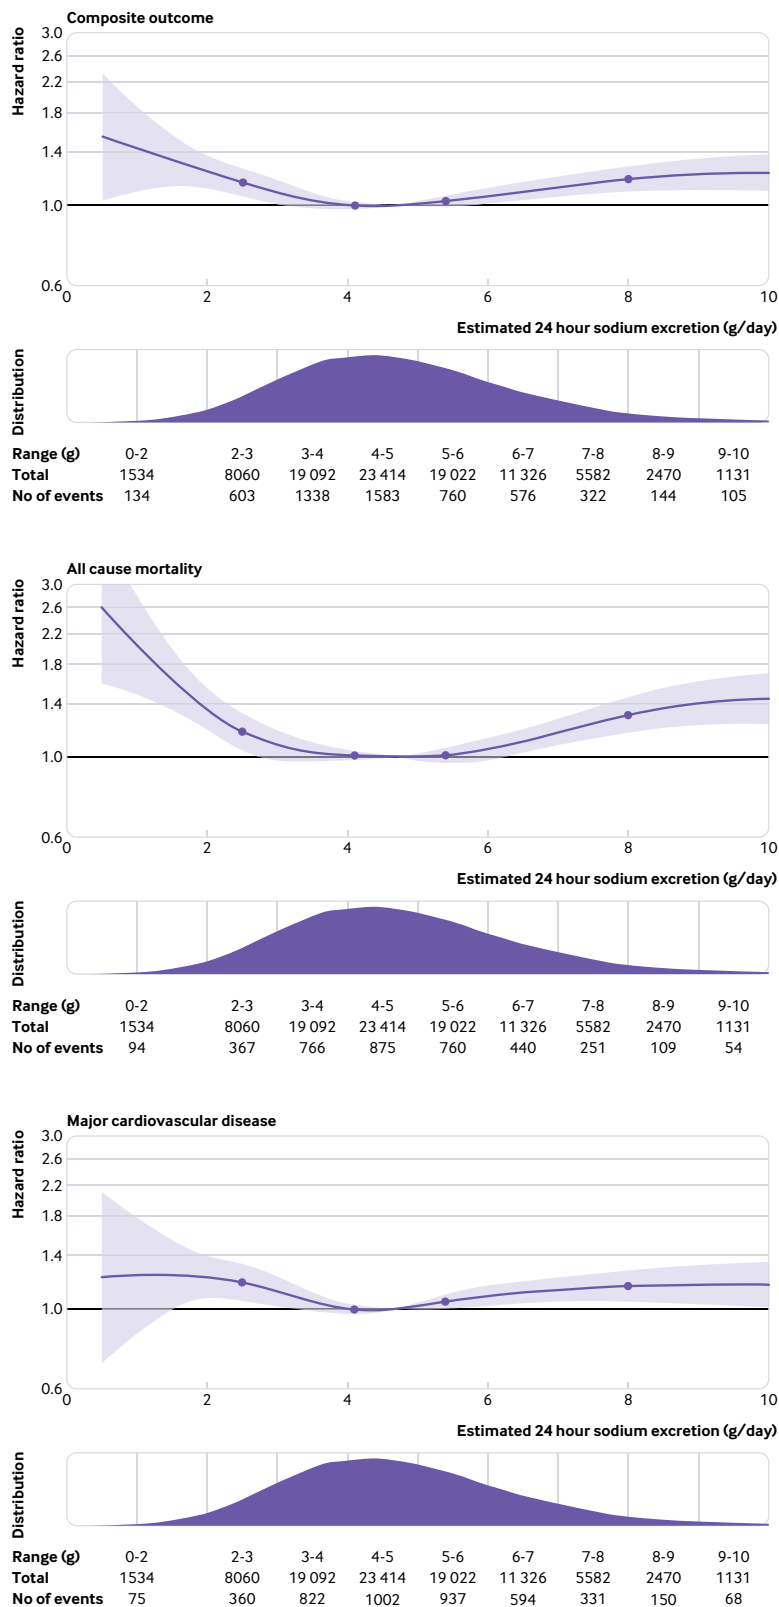 Composite outcome
Hazard ratio
3.0
2.6
2.2
1.8
1.4
1.0
0.6
0 2 4 6 8 10
Estimated 24 hour sodium excretion (g/day)
Distribution
Range (g) 0-2 2-3 3-4 4-5 5-6 6-7 7-8 8-9 9-10
Total 1534 8060 19 092 23 414 19 022 11 326 5582 2470 1131
No of events 134 603 1338 1583 760 576 322 144 105
All cause mortality
Hazard ratio
3.0
2.6
2.2
1.8
1.4
1.0
0.6
0 2 4 6 8 10
Estimated 24 hour sodium excretion (g/day)
Distribution
Range (g) 0-2 2-3 3-4 4-5 5-6 6-7 7-8 8-9 9-10
Total 1534 8060 19 092 23 414 19 022 11 326 5582 2470 1131
No of events 94 367 766 875 760 440 251 109 54
Major cardiovascular disease
Hazard ratio
3.0
2.6
2.2
1.8
1.4
1.0
0.6
0 2 4 6 8 10
Estimated 24 hour sodium excretion (g/day)
Distribution
Range (g) 0-2 2-3 3-4 4-5 5-6 6-7 7-8 8-9 9-10
Total 1534 8060 19 092 23 414 19 022 11 326 5582 2470 1131
No of events 75 360 822 1002 937 594 331 150 68